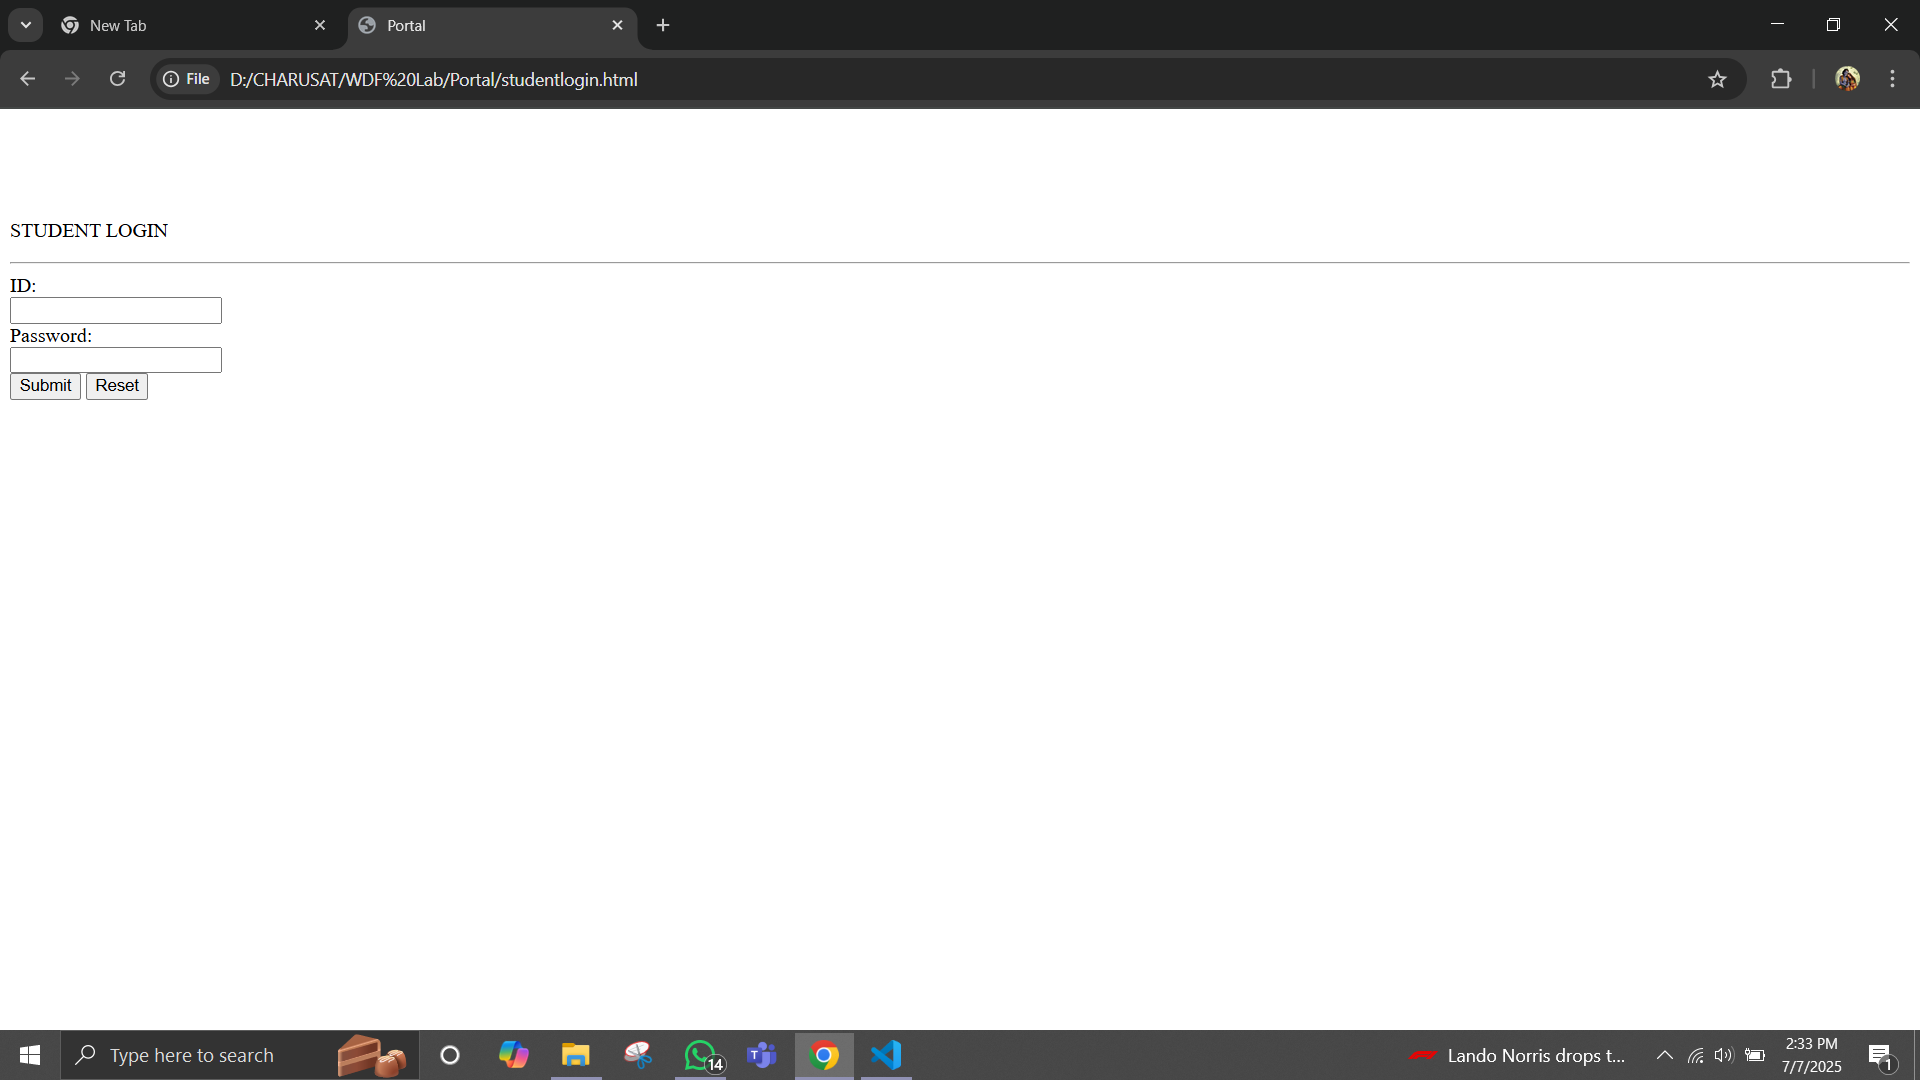 New Tab
Portal
File
D:/CHARUSAT/WDF%20Lab/Portal/studentlogin.html
STUDENT LOGIN
ID:
Password:
Submit Reset
Type here to search
14
T
Lando Norris drops t...
2:33 PM
7/7/2025
1